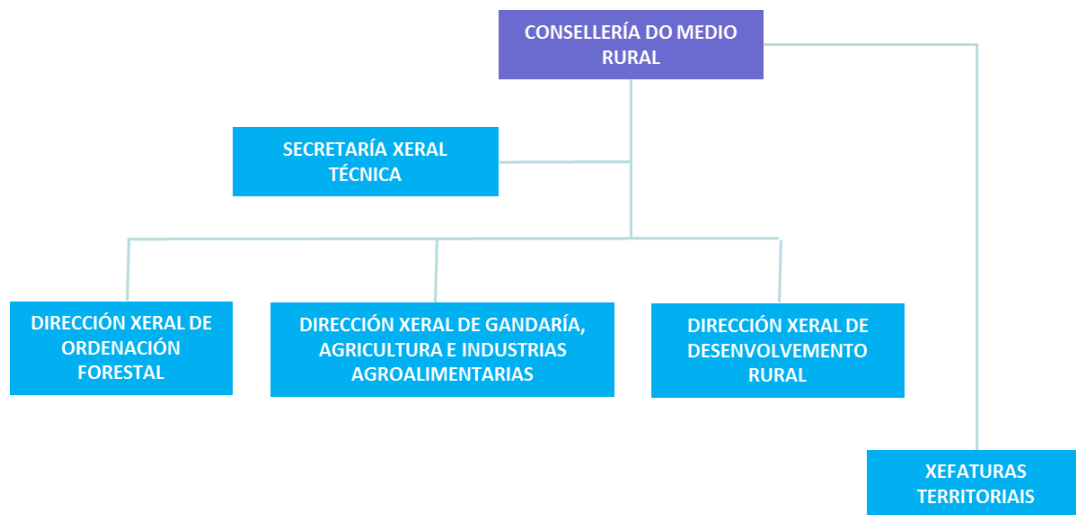 CONSELLERÍA DO MEDIO
RURAL
SECRETARÍA XERAL
TÉCNICA
DIRECCIÓN XERAL DE
ORDENACIÓN
FORESTAL
DIRECCIÓN XERAL DE GANDARÍA,
AGRICULTURA E INDUSTRIAS
AGROALIMENTARIAS
DIRECCIÓN XERAL DE
DESENVOLVEMENTO
RURAL
XEFATURAS
TERRITORIAIS